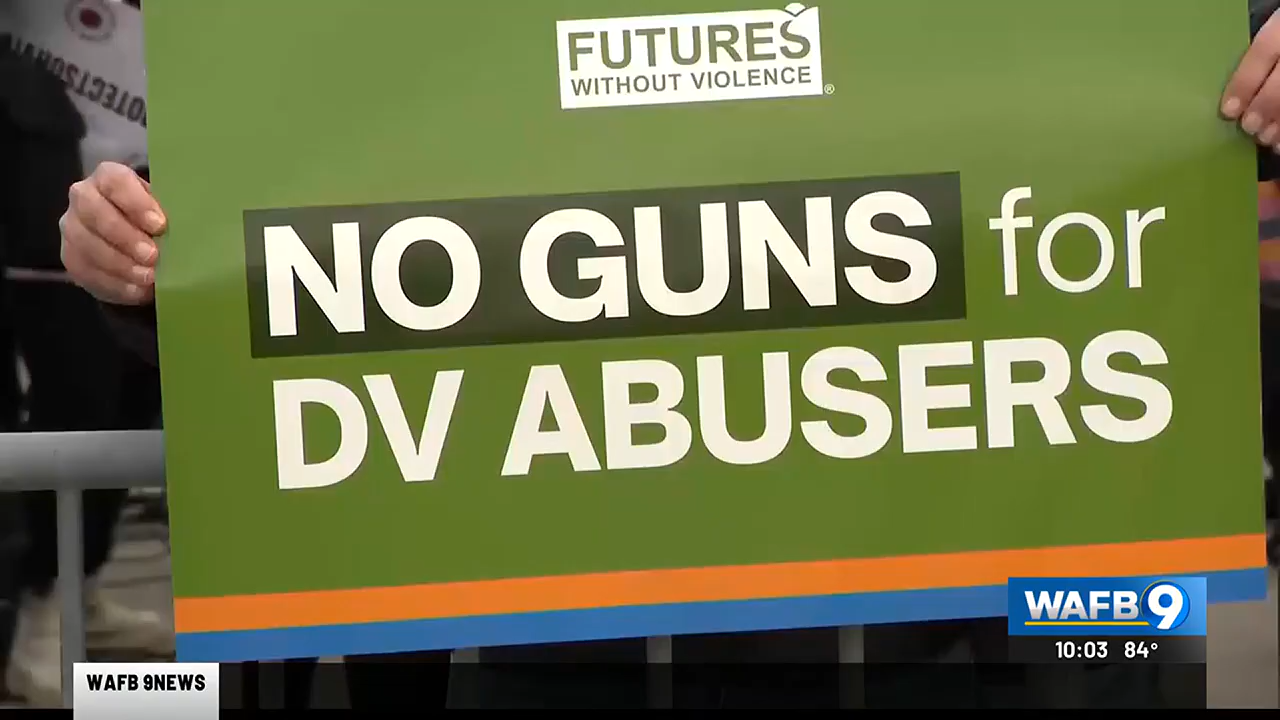 FUTURES
WITHOUT VIOLENCE®
NO GUNS for
DV ABUSERS
WAFB 9
10:03 84°
WAFB 9NEWS